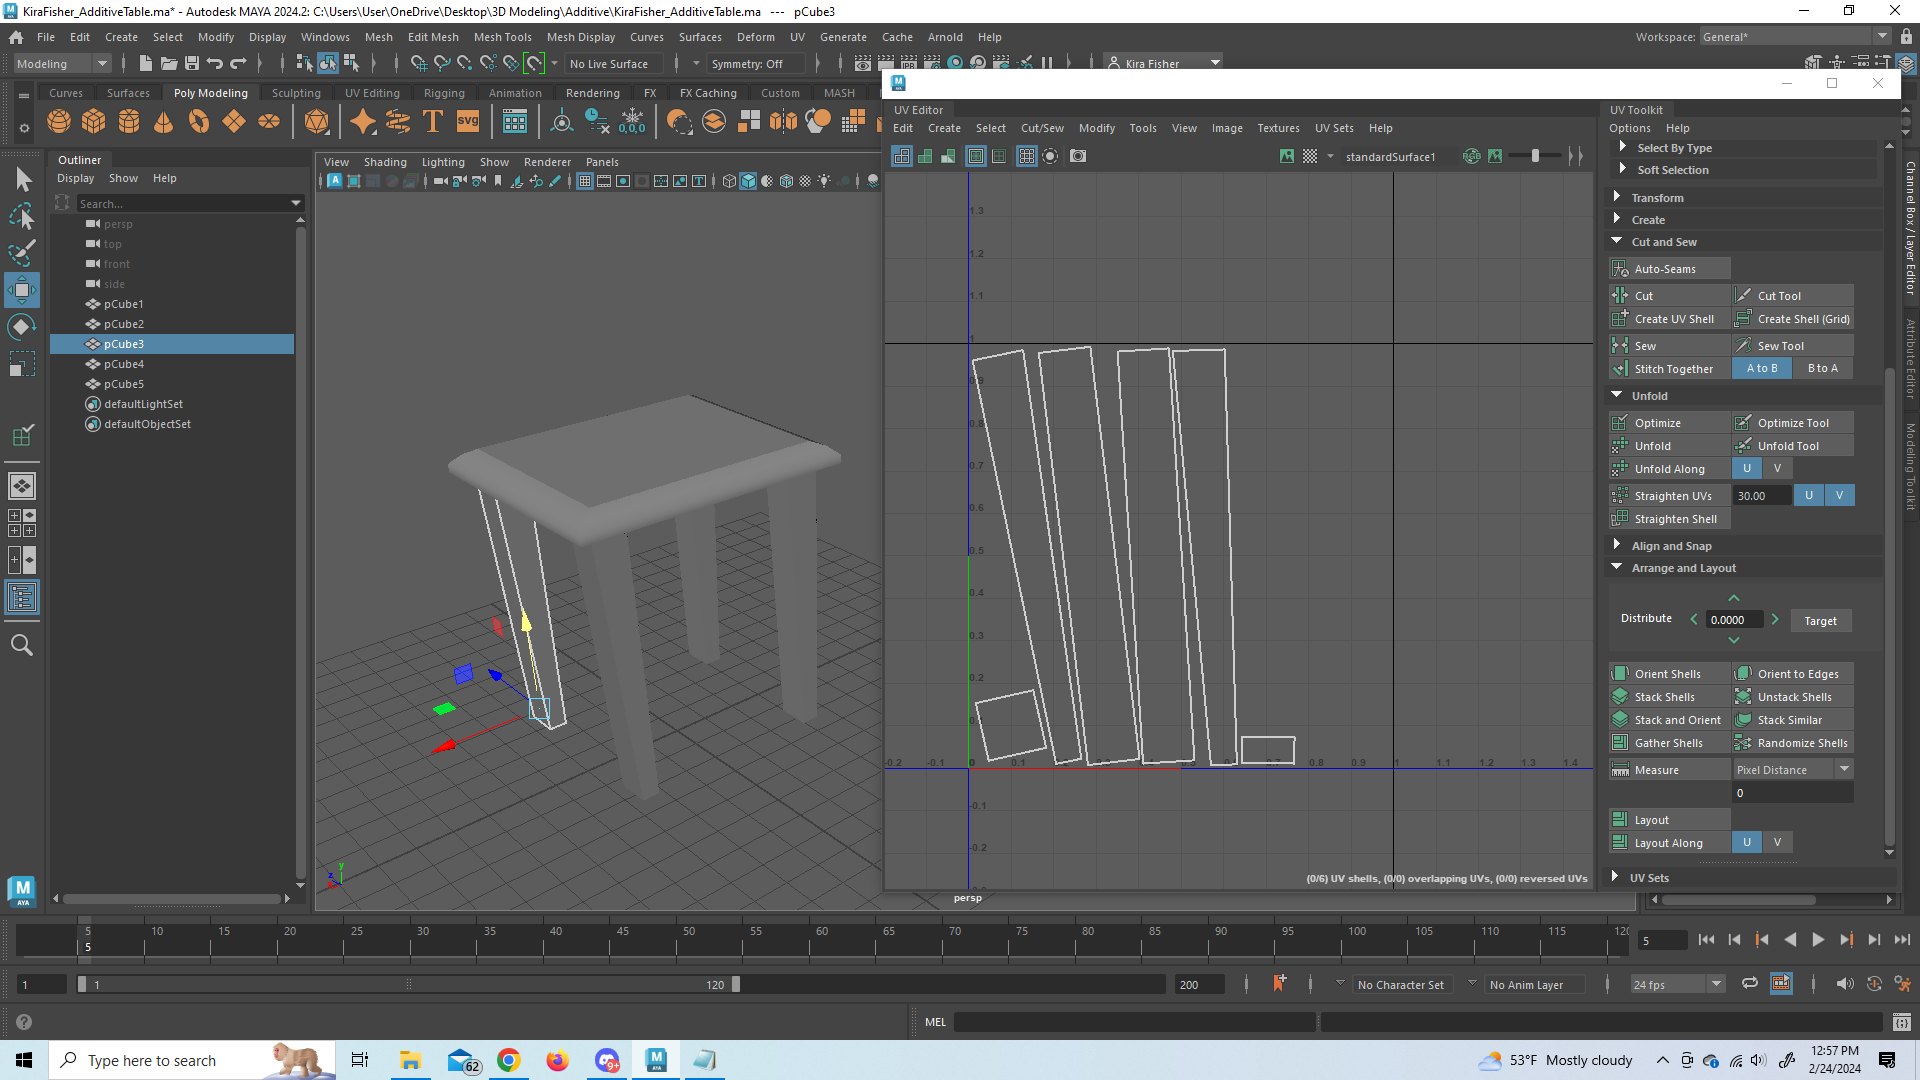 KiraFisher_AdditiveTable.ma* - Autodesk MAYA 2024.2: C:\Users\User\OneDrive\Desktop\3D Modeling\Additive\KiraFisher_AdditiveTable.ma   ---   pCube3
File Edit Create Select Modify Display Windows Mesh Edit Mesh Mesh Tools Mesh Display Curves Surfaces Deform UV Generate Cache Arnold Help
Workspace: General*
Modeling No Live Surface Symmetry: Off Kira Fisher
Curves Surfaces Poly Modeling Sculpting UV Editing Rigging Animation Rendering FX FX Caching Custom MASH
SVG
0,0,0
Outliner
Display Show Help
Search...
persp
top
front
side
pCube1
pCube2
pCube3
pCube4
pCube5
defaultLightSet
defaultObjectSet
View Shading Lighting Show Renderer Panels
persp
UV Editor
Edit Create Select Cut/Sew Modify Tools View Image Textures UV Sets Help
standardSurface1
1.3
1.2
1.1
1
0.9
0.8
0.7
0.6
0.5
0.4
0.3
0.2
-0.2 -0.1 0 0.1 0.8 0.9 1.1 1.2 1.3 1.4
-0.1
-0.2
(0/6) UV shells, (0/0) overlapping UVs, (0/0) reversed UVs
UV Toolkit
Options Help
Select By Type
Soft Selection
Transform
Create
Cut and Sew
Auto-Seams
Cut Cut Tool
Create UV Shell Create Shell (Grid)
Sew Sew Tool
Stitch Together A to B B to A
Unfold
Optimize Optimize Tool
Unfold Unfold Tool
Unfold Along U V
Straighten UVs 30.00 U V
Straighten Shell
Align and Snap
Arrange and Layout
Distribute 0.0000 Target
Orient Shells Orient to Edges
Stack Shells Unstack Shells
Stack and Orient Stack Similar
Gather Shells Randomize Shells
Measure Pixel Distance
0
Layout
Layout Along U V
UV Sets
Channel Box / Layer Editor
Attribute Editor
Modeling Toolkit
5 10 15 20 25 30 35 40 45 50 55 60 65 70 75 80 85 90 95 100 105 110 115 120
5
5
1 1 120 200 No Character Set No Anim Layer 24 fps
MEL
Type here to search
62
9+
53°F Mostly cloudy
12:57 PM
2/24/2024